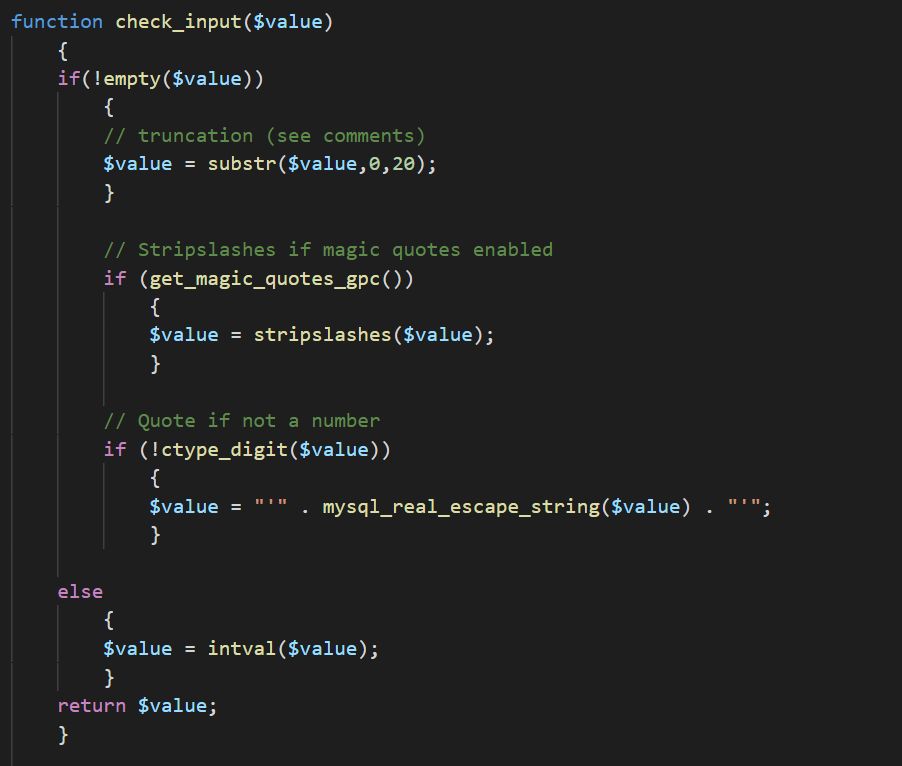 function check_input($value)
{
if(!empty($value))
{
// truncation (see comments)
$value = substr($value,0,20);
}
// Stripslashes if magic quotes enabled
if (get_magic_quotes_gpc())
{
$value = stripslashes($value);
}
// Quote if not a number
if (!ctype_digit($value))
{
$value = "'" . mysql_real_escape_string($value) . "'";
}
else
{
$value = intval($value);
}
return $value;
}